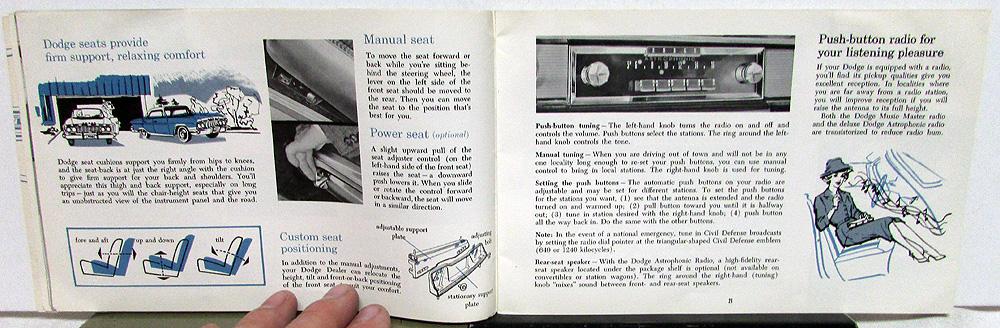 Dodge seats provide
firm support, relaxing comfort
Dodge seat cushions support you firmly from hips to knees,
and the seat-back is at just the right angle with the cushion
to give firm support for your back and shoulders. You'll
appreciate this thigh and back support, especially on long
trips—just as you will the chair-height seats that give you
an unobstructed view of the instrument panel and the road.
fore and aft
up and down
tilt
Manual seat
To move the seat forward or
back while you're sitting be-
hind the steering wheel, the
lever on the left side of the
front seat should be moved to
the rear. Then you can move
the seat to the position that's
best for you.
Power seat (optional)
A slight upward pull of the
seat adjuster control (on the
left-hand side of the front seat)
raises the seat—a downward
push lowers it. When you slide
or rotate the control forward
or backward, the seat will move
in a similar direction.
Custom seat
positioning
In addition to the manual adjustments,
your Dodge Dealer can relocate the
height, tilt and front-or-back positioning
of the front seat to suit your comfort.
adjustable support
plate
adjusting
bolt
stationary support
plate
Push-button tuning—The left-hand knob turns the radio on and off and
controls the volume. Push buttons select the stations. The ring around the left-
hand knob controls the tone.
Manual tuning—When you are driving out of town and will not be in any
one locality long enough to re-set your push buttons, you can use manual
control to bring in local stations. The right-hand knob is used for tuning.
Setting the push buttons—The automatic push buttons on your radio are
adjustable and may be set for different stations. To set the push buttons
for the stations you want, (1) see that the antenna is extended and the radio
turned on and warmed up; (2) pull button toward you until it is halfway
out; (3) tune in station desired with the right-hand knob; (4) push button
all the way back in. Do the same with the other buttons.
Note: In the event of a national emergency, tune in Civil Defense broadcasts
by setting the radio dial pointer at the triangular-shaped Civil Defense emblem
(640 or 1240 kilocycles).
Rear-seat speaker—With the Dodge Astrophonic Radio, a high-fidelity rear-
seat speaker located under the package shelf is optional (not available on
convertibles or station wagons). The ring around the right-hand (tuning)
knob "mixes" sound between front- and rear-seat speakers.
Push-button radio for
your listening pleasure
If your Dodge is equipped with a radio,
you'll find its pickup qualities give you
excellent reception. In localities where
you are far away from a radio station,
you will improve reception if you will
raise the antenna to its full height.
Both the Dodge Music Master radio
and the deluxe Dodge Astrophonic radio
are transistorized to reduce radio hum.
8